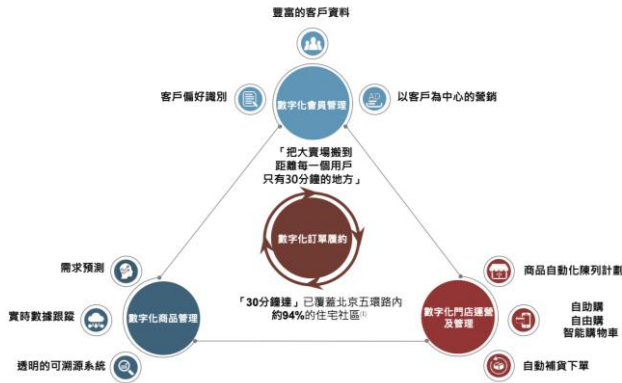 豐富的客戶資料
客戶偏好識別
以客戶為中心的營銷
數字化會員管理
「把大賣場搬到
距離每一個用戶
只有30分鐘的地方」
數字化訂單履約
「30分鐘達」已覆蓋北京五環路內
約94%的住宅社區⁽¹⁾
需求預測
實時數據跟蹤
透明的可溯源系統
數字化商品管理
數字化門店運營
及管理
商品自動化陳列計劃
自助購
自由購
智能購物車
自動補貨下單